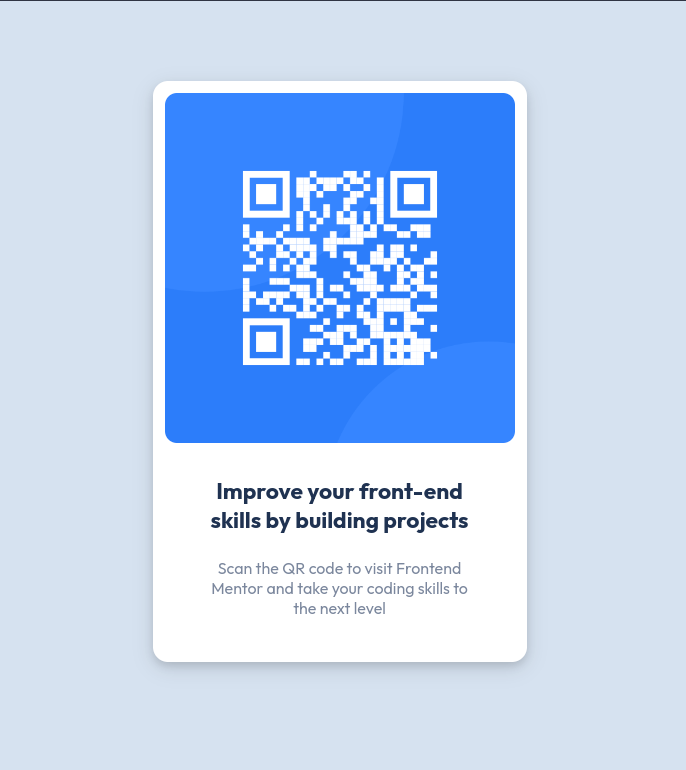 Improve your front-end
skills by building projects
Scan the QR code to visit Frontend
Mentor and take your coding skills to
the next level